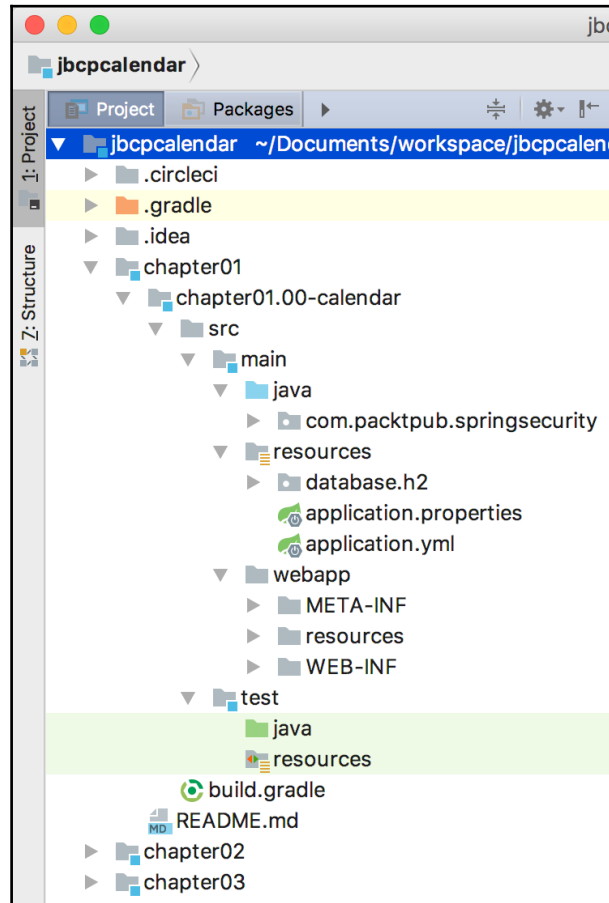 jbc
jbcpcalendar
Project Packages
1: Project
Z: Structure
jbcpcalendar ~/Documents/workspace/jbcpcalend
.circleci
.gradle
.idea
chapter01
chapter01.00-calendar
src
main
java
com.packtpub.springsecurity
resources
database.h2
application.properties
application.yml
webapp
META-INF
resources
WEB-INF
test
java
resources
build.gradle
MD README.md
chapter02
chapter03